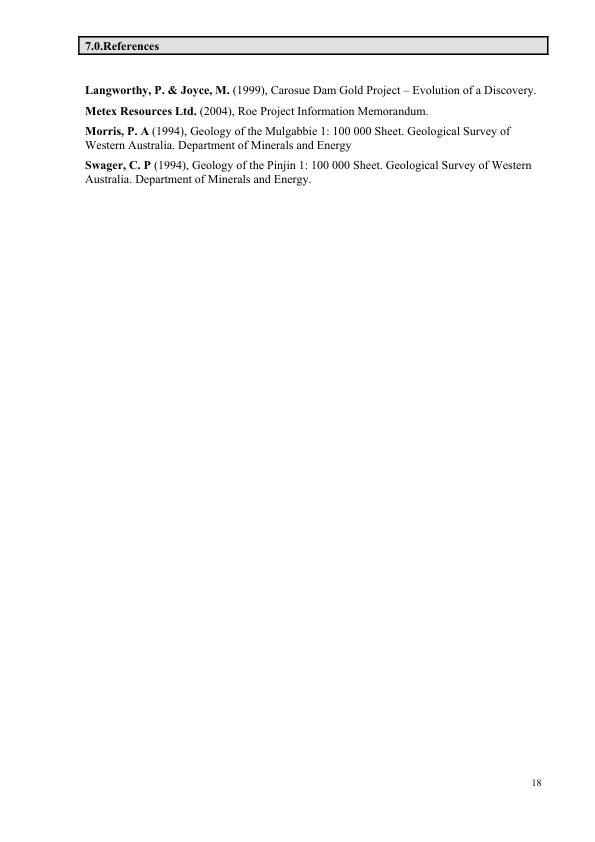 7.0.References
Langworthy, P. & Joyce, M. (1999), Carosue Dam Gold Project – Evolution of a Discovery.
Metex Resources Ltd. (2004), Roe Project Information Memorandum.
Morris, P. A (1994), Geology of the Mulgabbie 1: 100 000 Sheet. Geological Survey of
Western Australia. Department of Minerals and Energy
Swager, C. P (1994), Geology of the Pinjin 1: 100 000 Sheet. Geological Survey of Western
Australia. Department of Minerals and Energy.
18